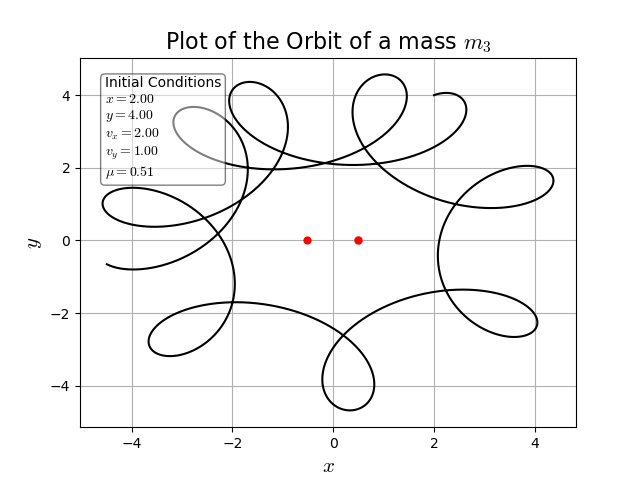 Plot of the Orbit of a mass m₃
Initial Conditions
x = 2.00
y = 4.00
vₓ = 2.00
v_y = 1.00
μ = 0.51
4
2
0
−2
−4
y
−4
−2
0
2
4
x